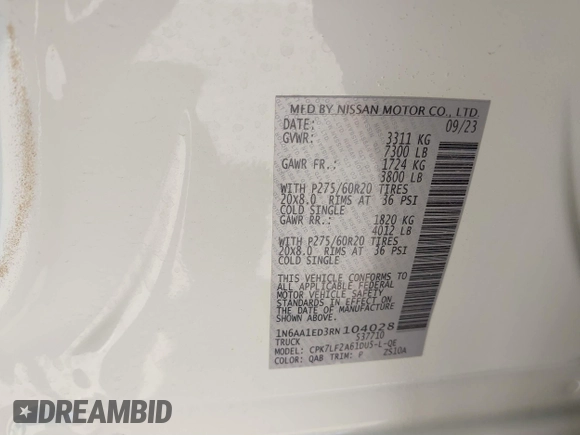 MFD BY NISSAN MOTOR CO., LTD.
DATE: 09/23
GVWR: 3311 KG
7300 LB
GAWR FR.: 1724 KG
3800 LB
WITH P275/60R20 TIRES
20X8.0 RIMS AT 36 PSI
COLD SINGLE
GAWR RR.: 1820 KG
4012 LB
WITH P275/60R20 TIRES
20X8.0 RIMS AT 36 PSI
COLD SINGLE
THIS VEHICLE CONFORMS TO
ALL APPLICABLE FEDERAL
MOTOR VEHICLE SAFETY
STANDARDS IN EFFECT ON
THE DATE OF MANUFACTURE
SHOWN ABOVE.
1N6AA1ED3RN104028
TRUCK 537710
MODEL: CPK7LFZA61DU5-L-QE
COLOR: QAB TRIM: P ZS10A
DREAMBID